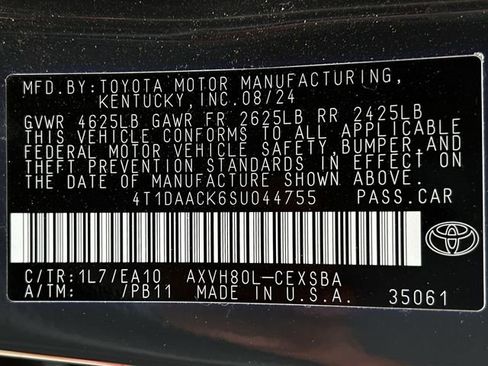 MFD.BY:TOYOTA MOTOR MANUFACTURING,
KENTUCKY,INC.08/24
GVWR 4625LB GAWR FR 2625LB RR 2425LB
THIS VEHICLE CONFORMS TO ALL APPLICABLE
FEDERAL MOTOR VEHICLE SAFETY,BUMPER,AND
THEFT PREVENTION STANDARDS IN EFFECT ON
THE DATE OF MANUFACTURE SHOWN ABOVE.
4T1DAACK6SU044755 PASS.CAR
C/TR:1L7/EA10 AXVH80L-CEXSBA
A/TM: /PB11 MADE IN U.S.A. 35061